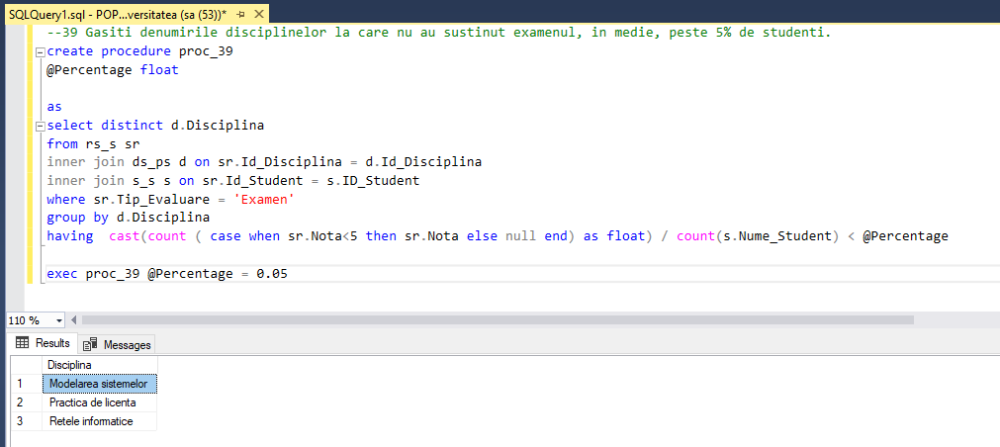 SQLQuery1.sql - POP...versitatea (sa (53))*
--39 Gasiti denumirile disciplinelor la care nu au sustinut examenul, in medie, peste 5% de studenti.
create procedure proc_39
@Percentage float
as
select distinct d.Disciplina
from rs_s sr
inner join ds_ps d on sr.Id_Disciplina = d.Id_Disciplina
inner join s_s s on sr.Id_Student = s.ID_Student
where sr.Tip_Evaluare = 'Examen'
group by d.Disciplina
having  cast(count ( case when sr.Nota<5 then sr.Nota else null end) as float) / count(s.Nume_Student) < @Percentage
exec proc_39 @Percentage = 0.05
110 %
Results Messages
Disciplina
1 Modelarea sistemelor
2 Practica de licenta
3 Retele informatice